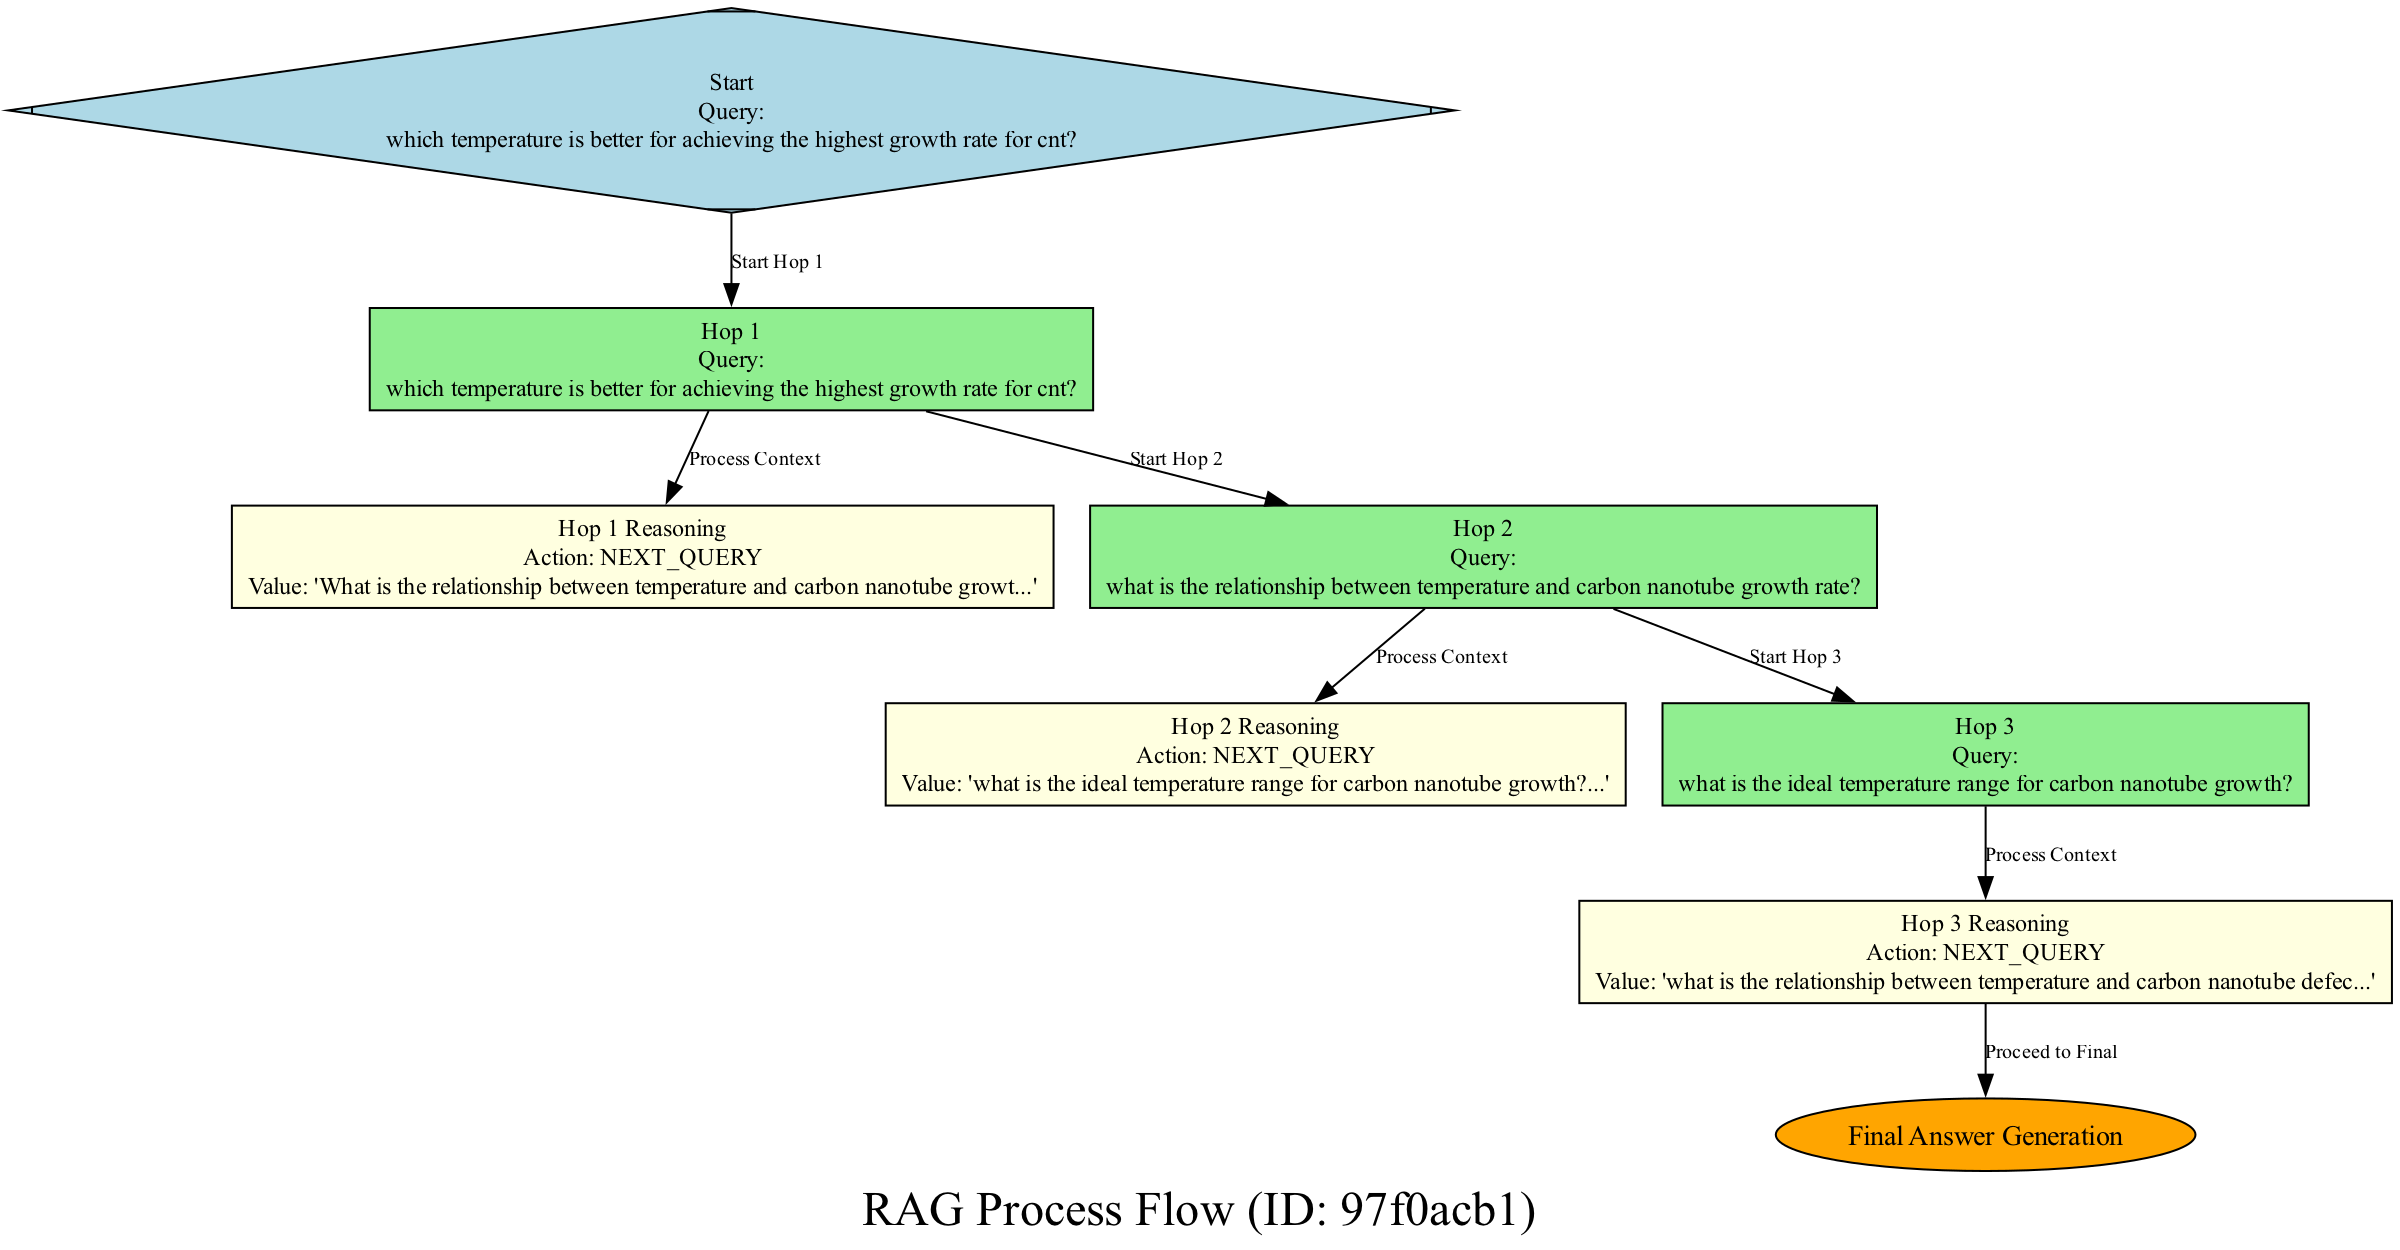 Start
Query:
which temperature is better for achieving the highest growth rate for cnt?
Start Hop 1
Hop 1
Query:
which temperature is better for achieving the highest growth rate for cnt?
Process Context
Start Hop 2
Hop 1 Reasoning
Action: NEXT_QUERY
Value: 'What is the relationship between temperature and carbon nanotube growt...'
Hop 2
Query:
what is the relationship between temperature and carbon nanotube growth rate?
Process Context
Start Hop 3
Hop 2 Reasoning
Action: NEXT_QUERY
Value: 'what is the ideal temperature range for carbon nanotube growth?...'
Hop 3
Query:
what is the ideal temperature range for carbon nanotube growth?
Process Context
Hop 3 Reasoning
Action: NEXT_QUERY
Value: 'what is the relationship between temperature and carbon nanotube defec...'
Proceed to Final
Final Answer Generation
RAG Process Flow (ID: 97f0acb1)